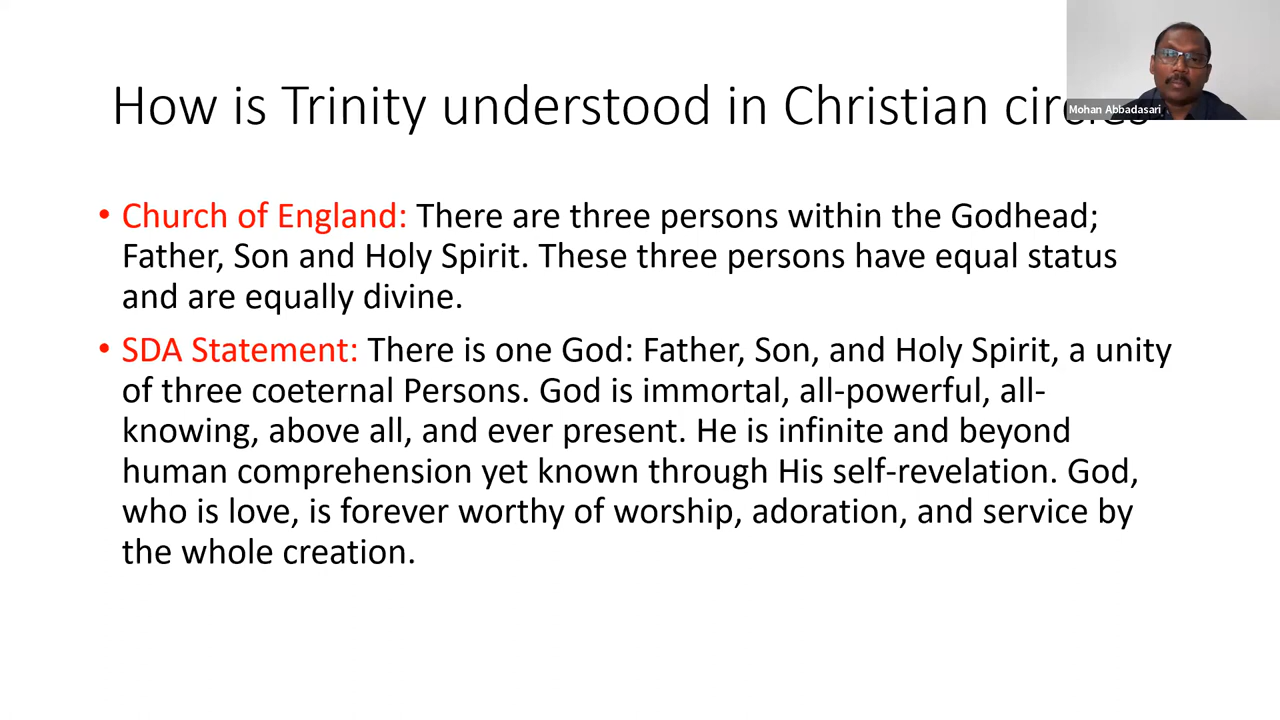 How is Trinity understood in Christian circles
Mohan Abbadasari
• Church of England: There are three persons within the Godhead;
Father, Son and Holy Spirit. These three persons have equal status
and are equally divine.
• SDA Statement: There is one God: Father, Son, and Holy Spirit, a unity
of three coeternal Persons. God is immortal, all-powerful, all-
knowing, above all, and ever present. He is infinite and beyond
human comprehension yet known through His self-revelation. God,
who is love, is forever worthy of worship, adoration, and service by
the whole creation.